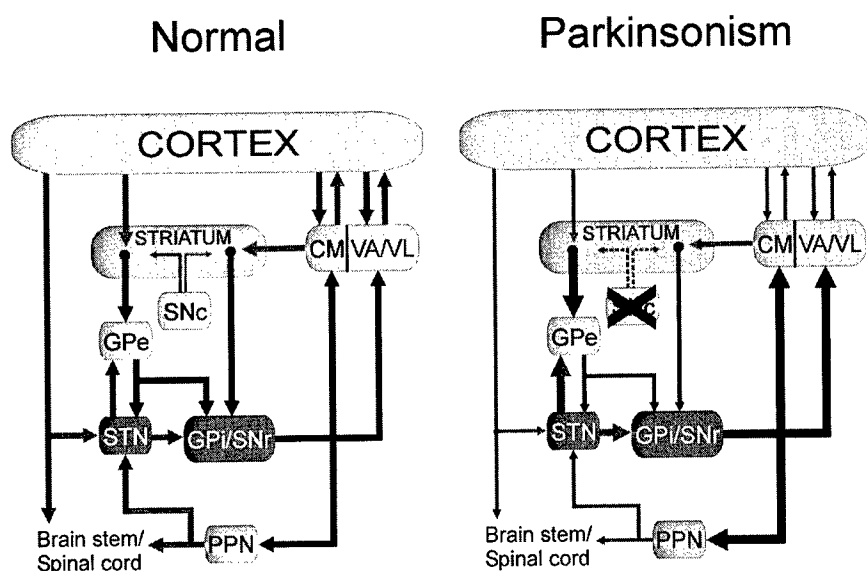 Normal
CORTEX
STRIATUM
CM VA/VL
SNc
GPe
STN
GPi/SNr
Brain stem/
Spinal cord
PPN
Parkinsonism
CORTEX
STRIATUM
CM VA/VL
GPe
STN
GPi/SNr
Brain stem/
Spinal cord
PPN